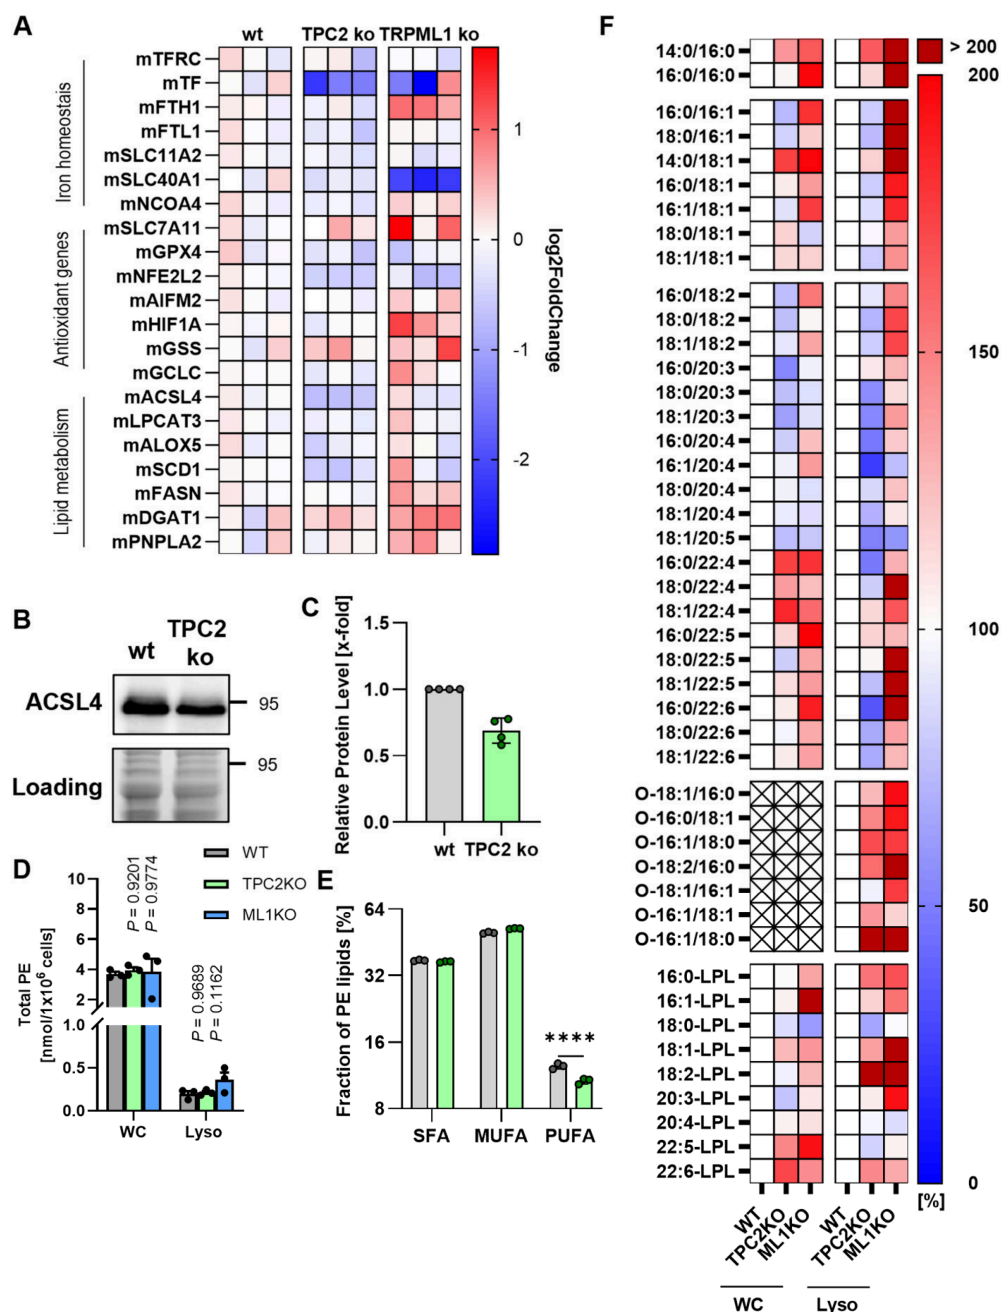 A
wt
TPC2 ko
TRPML1 ko
Iron homeostais
mTFRC
mTF
mFTH1
mFTL1
mSLC11A2
mSLC40A1
mNCOA4
Antioxidant genes
mSLC7A11
mGPX4
mNFE2L2
mAIFM2
mHIF1A
mGSS
mGCLC
Lipid metabolism
mACSL4
mLPCAT3
mALOX5
mSCD1
mFASN
mDGAT1
mPNPLA2
1
0
-1
-2
log2FoldChange
B
wt
TPC2
ko
ACSL4
95
Loading
95
C
Relative Protein Level [x-fold]
1.5
1.0
0.5
0.0
wt
TPC2 ko
D
WT
TPC2KO
ML1KO
Total PE
[nmol/1x10⁶ cells]
10
8
6
4
2
1.0
0.5
0.0
P = 0.9201
P = 0.9774
P = 0.9689
P = 0.1162
WC
Lyso
E
Fraction of PE lipids [%]
64
32
16
8
****
SFA
MUFA
PUFA
F
14:0/16:0
16:0/16:0
16:0/16:1
18:0/16:1
14:0/18:1
16:0/18:1
16:1/18:1
18:0/18:1
18:1/18:1
16:0/18:2
18:0/18:2
18:1/18:2
16:0/20:3
18:0/20:3
18:1/20:3
16:0/20:4
16:1/20:4
18:0/20:4
18:1/20:4
18:1/20:5
16:0/22:4
18:0/22:4
18:1/22:4
16:0/22:5
18:0/22:5
18:1/22:5
16:0/22:6
18:0/22:6
18:1/22:6
O-18:1/16:0
O-16:0/18:1
O-16:1/18:0
O-18:2/16:0
O-18:1/16:1
O-16:1/18:1
O-16:1/18:0
16:0-LPL
16:1-LPL
18:0-LPL
18:1-LPL
18:2-LPL
20:3-LPL
20:4-LPL
22:5-LPL
22:6-LPL
> 200
200
150
100
50
0
[%]
WT
TPC2KO
ML1KO
WT
TPC2KO
ML1KO
WC
Lyso